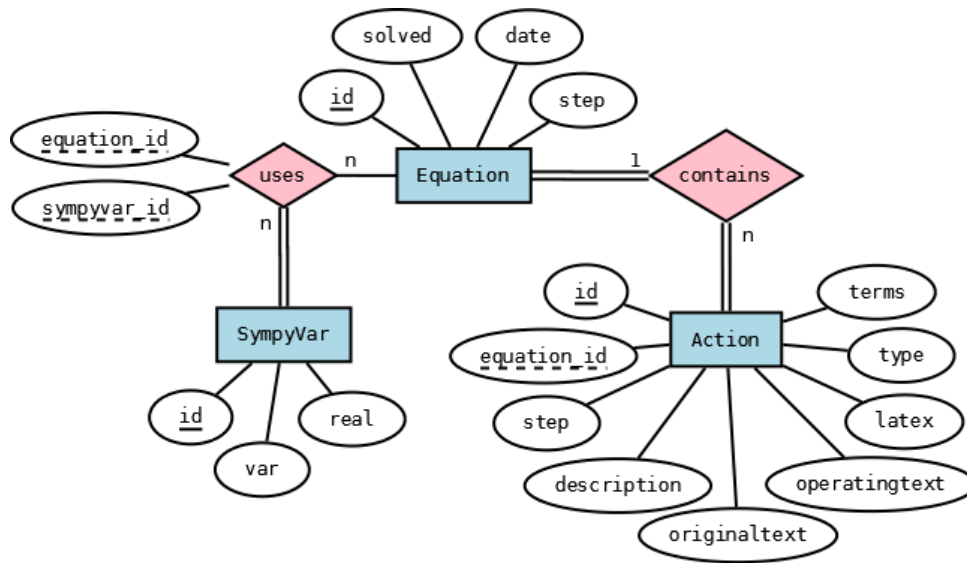 solved
date
id
step
equation_id
n
1
uses
Equation
contains
sympyvar_id
n
n
id
terms
SympyVar
Action
type
equation_id
id
real
step
latex
var
description
operatingtext
originaltext